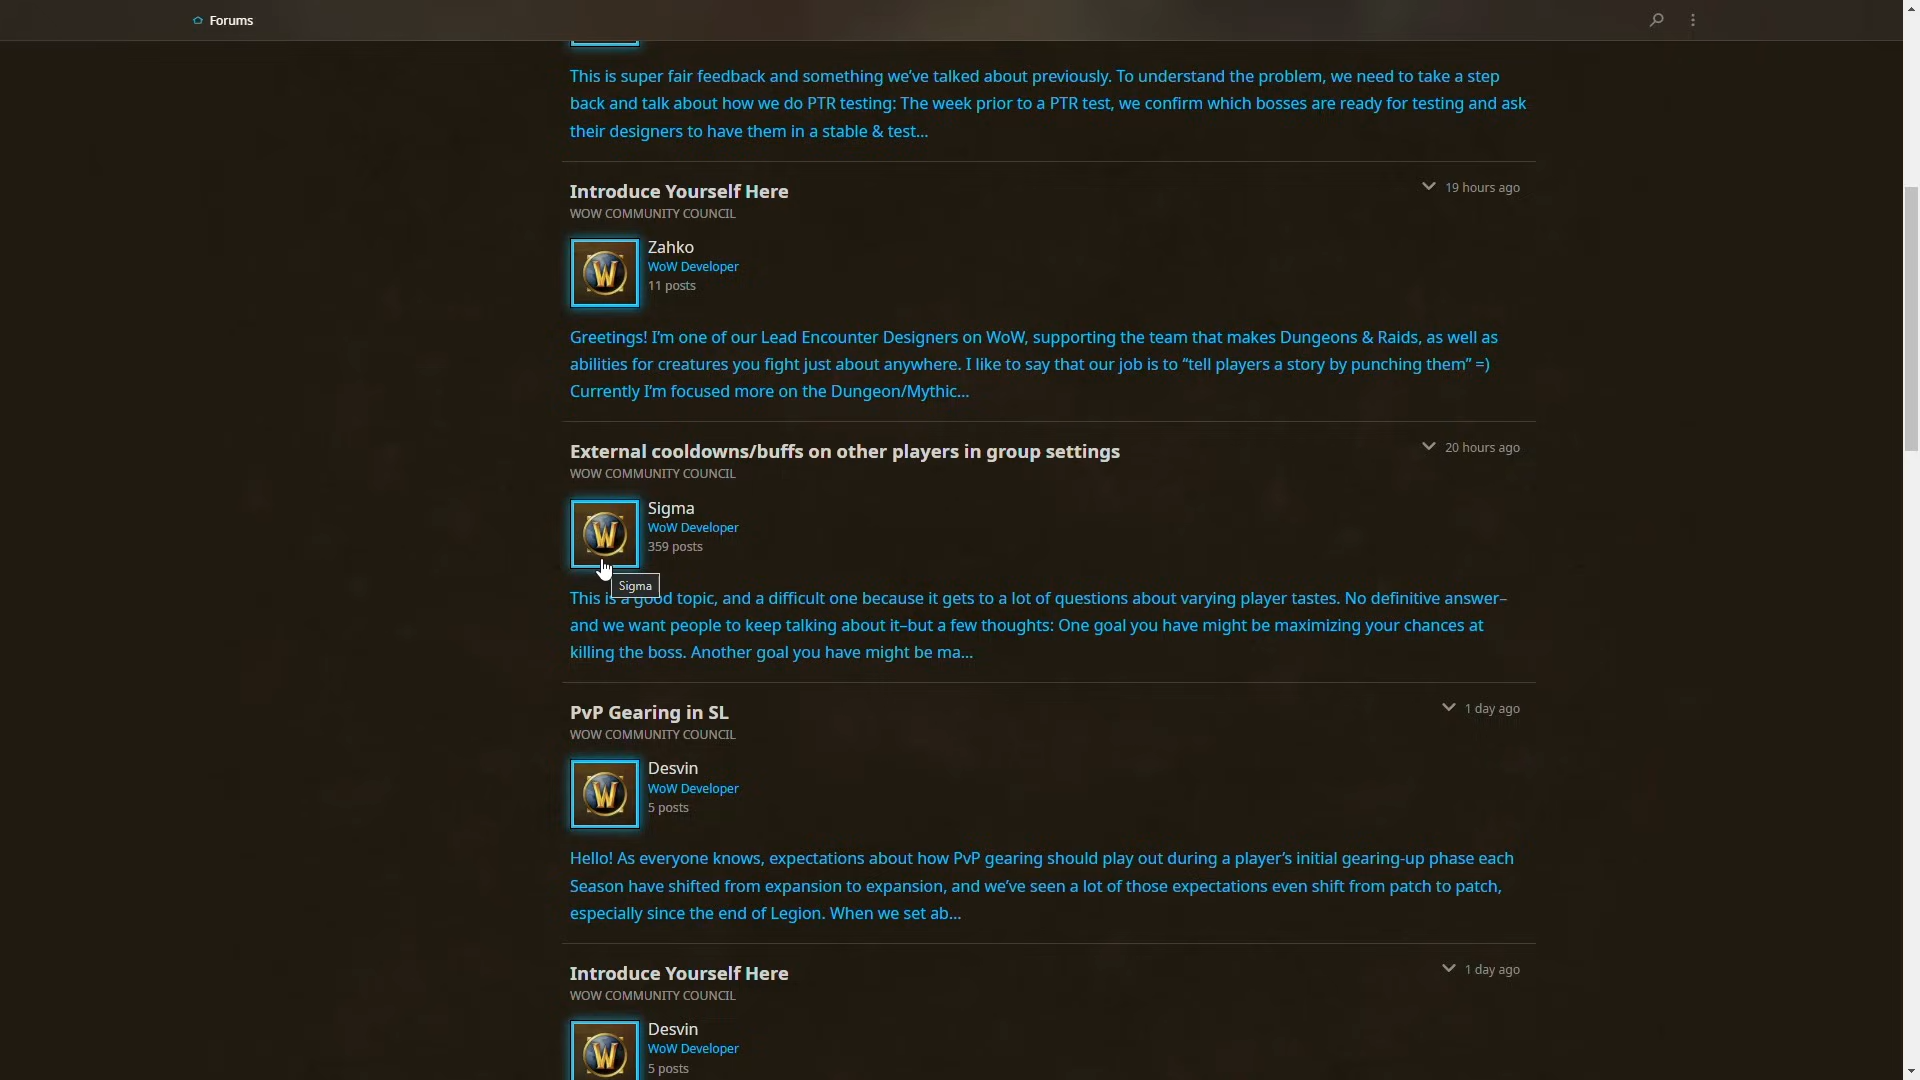 Forums
This is super fair feedback and something we've talked about previously. To understand the problem, we need to take a step
back and talk about how we do PTR testing: The week prior to a PTR test, we confirm which bosses are ready for testing and ask
their designers to have them in a stable & test...
Introduce Yourself Here
19 hours ago
WOW COMMUNITY COUNCIL
Zahko
WoW Developer
11 posts
Greetings! I'm one of our Lead Encounter Designers on WoW, supporting the team that makes Dungeons & Raids, as well as
abilities for creatures you fight just about anywhere. I like to say that our job is to “tell players a story by punching them” =)
Currently I'm focused more on the Dungeon/Mythic...
External cooldowns/buffs on other players in group settings
20 hours ago
WOW COMMUNITY COUNCIL
Sigma
WoW Developer
359 posts
Sigma
This is a good topic, and a difficult one because it gets to a lot of questions about varying player tastes. No definitive answer–
and we want people to keep talking about it–but a few thoughts: One goal you have might be maximizing your chances at
killing the boss. Another goal you have might be ma...
PvP Gearing in SL
1 day ago
WOW COMMUNITY COUNCIL
Desvin
WoW Developer
5 posts
Hello! As everyone knows, expectations about how PvP gearing should play out during a player's initial gearing-up phase each
Season have shifted from expansion to expansion, and we've seen a lot of those expectations even shift from patch to patch,
especially since the end of Legion. When we set ab...
Introduce Yourself Here
1 day ago
WOW COMMUNITY COUNCIL
Desvin
WoW Developer
5 posts